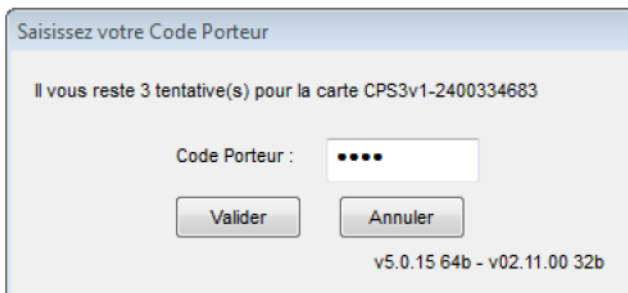 Saisissez votre Code Porteur
Il vous reste 3 tentative(s) pour la carte CPS3v1-2400334683
Code Porteur : ••••
Valider Annuler
v5.0.15 64b - v02.11.00 32b